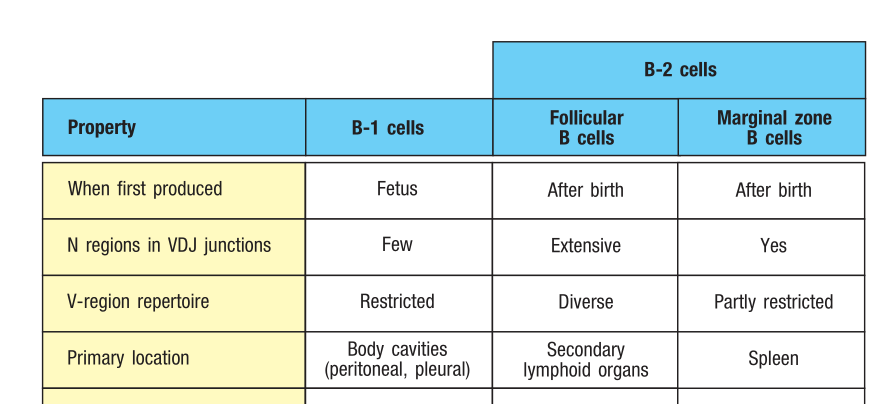 B-2 cells
Property
B-1 cells
Follicular
B cells
Marginal zone
B cells
When first produced
Fetus
After birth
After birth
N regions in VDJ junctions
Few
Extensive
Yes
V-region repertoire
Restricted
Diverse
Partly restricted
Primary location
Body cavities
(peritoneal, pleural)
Secondary
lymphoid organs
Spleen